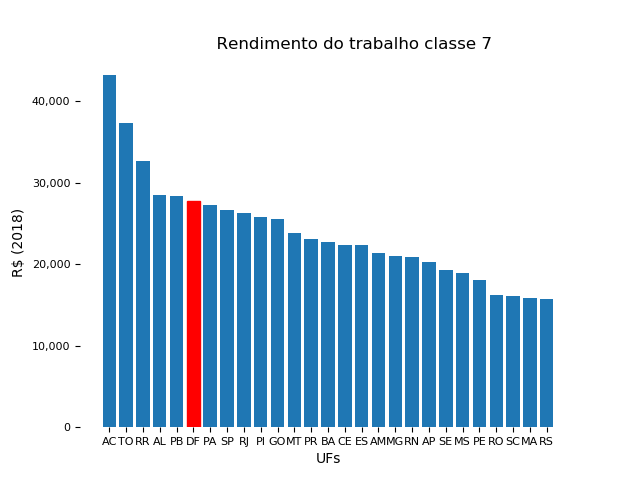 Rendimento do trabalho classe 7
40,000
30,000
20,000
10,000
0
R$ (2018)
AC TO RR AL PB DF PA SP RJ PI GO MT PR BA CE ES AM MG RN AP SE MS PE RO SC MA RS
UFs